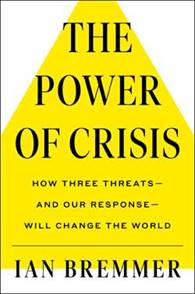 THE
POWER
OF CRISIS
HOW THREE THREATS—
AND OUR RESPONSE—
WILL CHANGE THE WORLD
IAN BREMMER